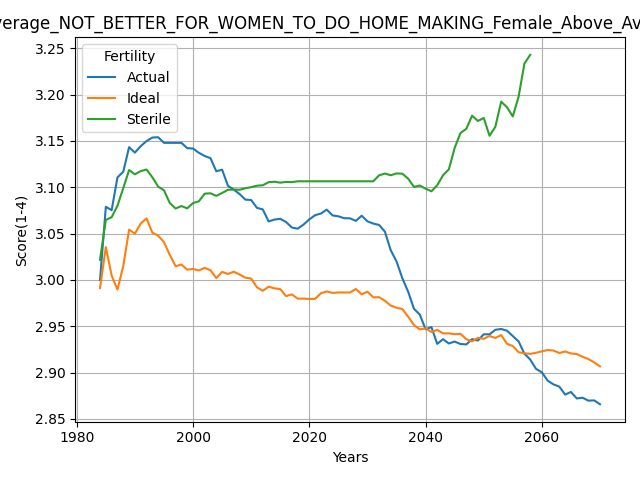 verage_NOT_BETTER_FOR_WOMEN_TO_DO_HOME_MAKING_Female_Above_Av
Fertility
Actual
Ideal
Sterile
Score(1-4)
3.25
3.20
3.15
3.10
3.05
3.00
2.95
2.90
2.85
1980
2000
2020
2040
2060
Years